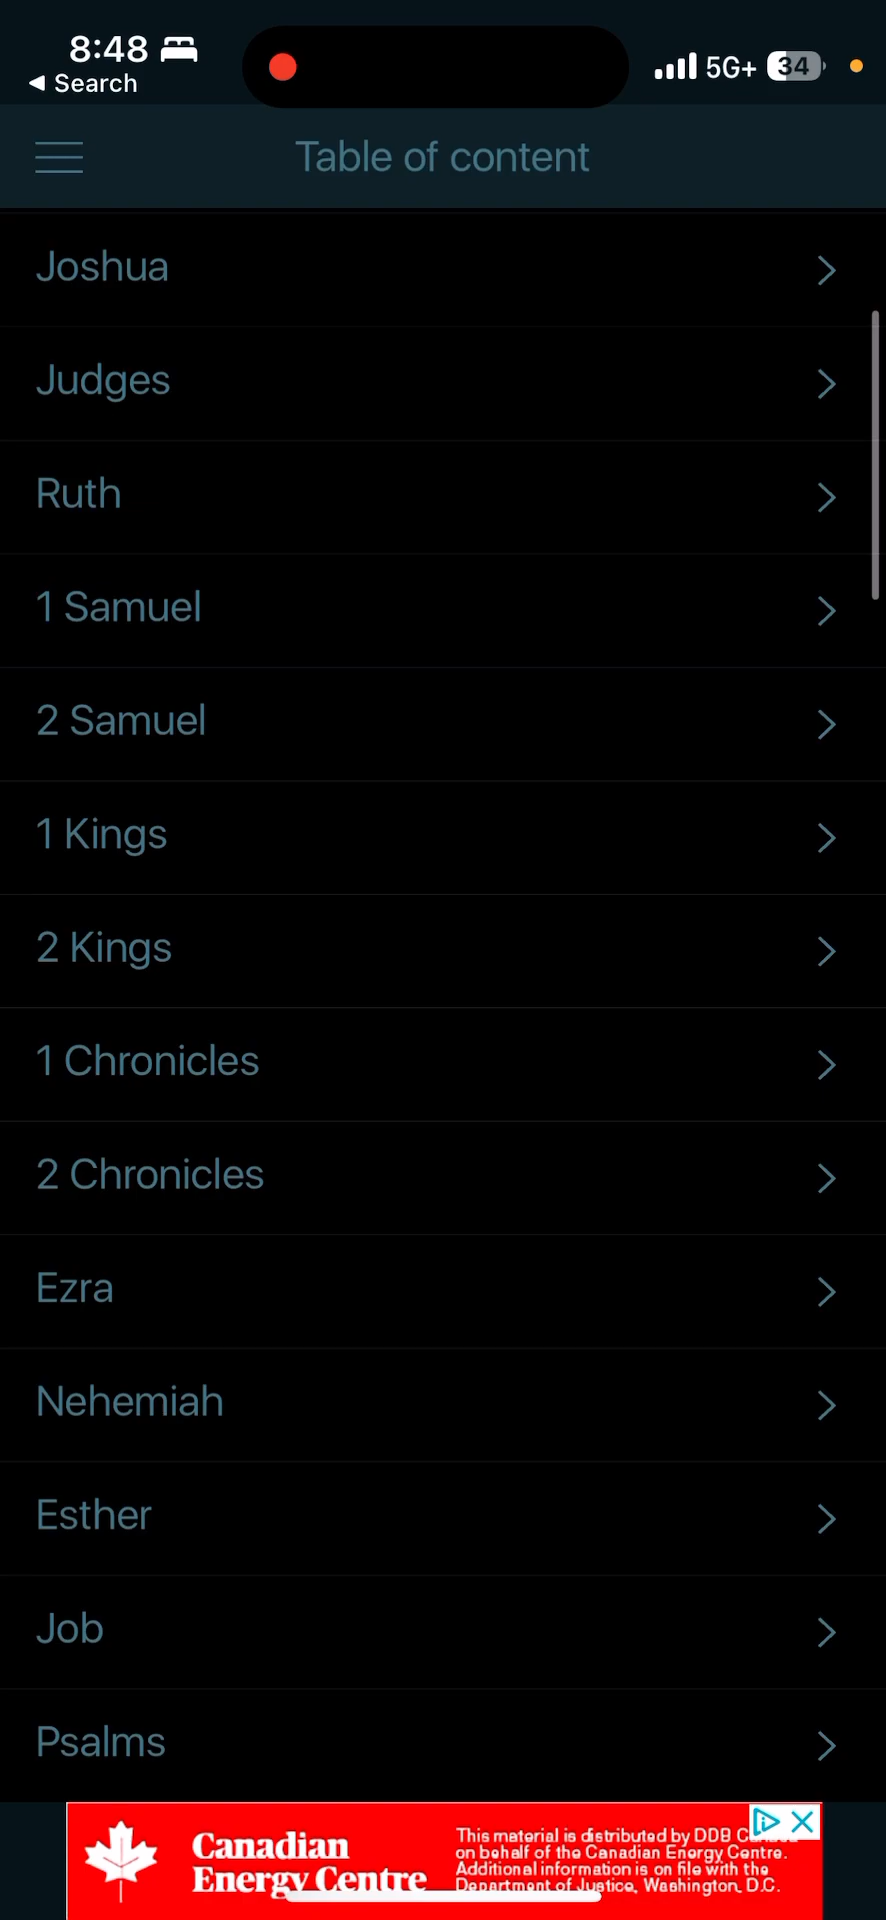 8:48
Search
5G+
34
Table of content
Joshua
Judges
Ruth
1 Samuel
2 Samuel
1 Kings
2 Kings
1 Chronicles
2 Chronicles
Ezra
Nehemiah
Esther
Job
Psalms
Canadian
Energy Centre
This material is distributed by DDB
on behalf of the Canadian Energy Centre.
Additional information is on file with the
Department of Justice, Washington, D.C.